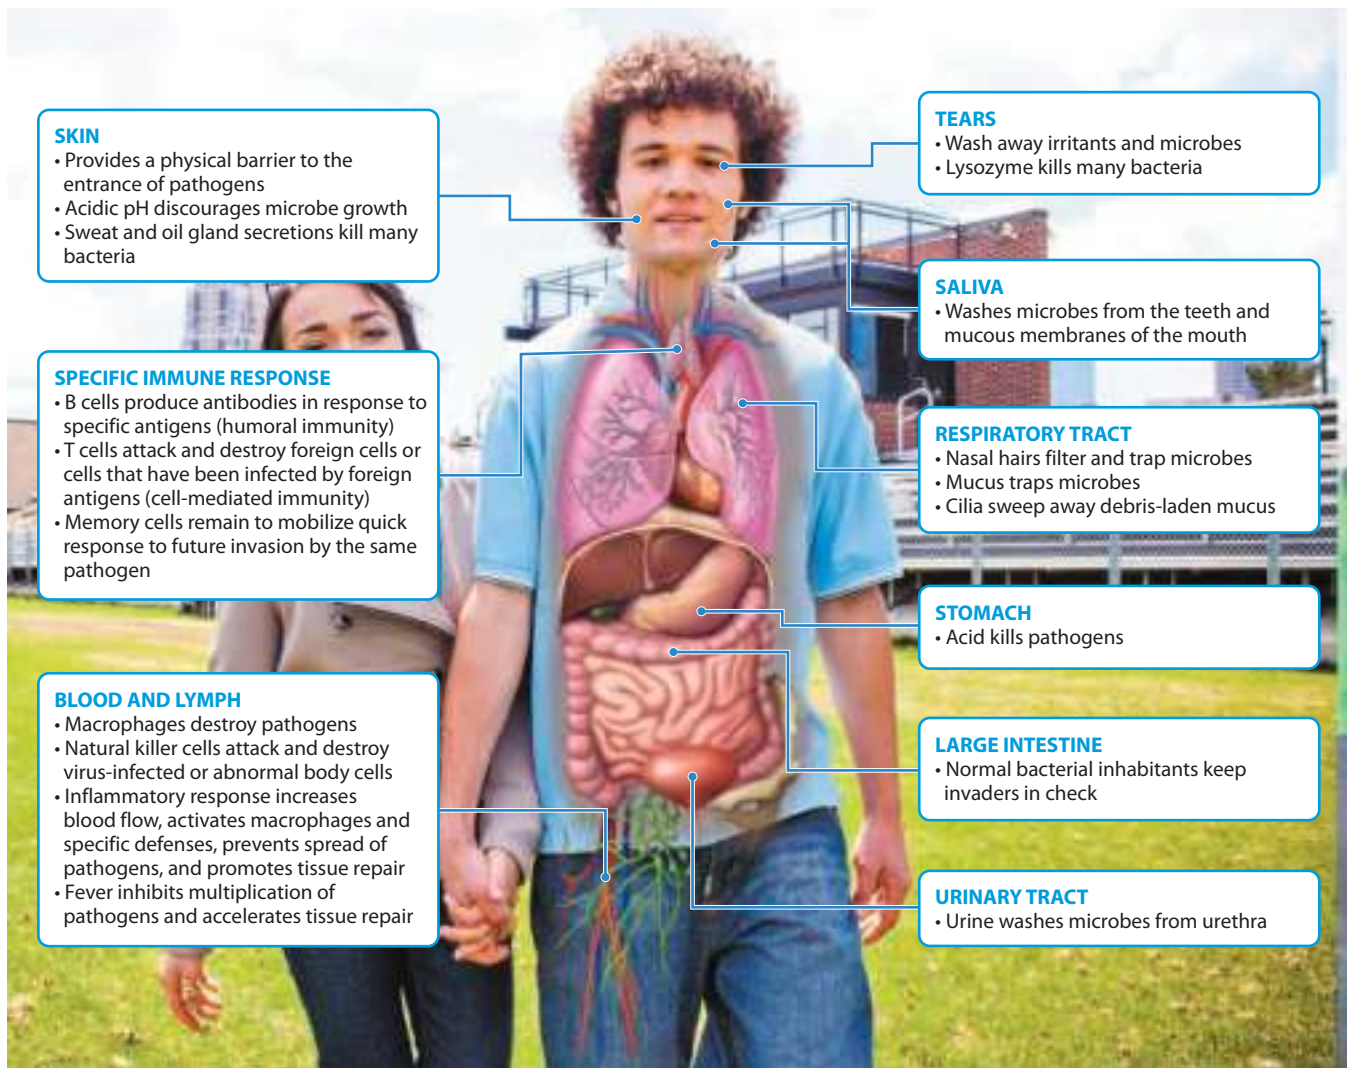 SKIN
• Provides a physical barrier to the
entrance of pathogens
• Acidic pH discourages microbe growth
• Sweat and oil gland secretions kill many
bacteria
SPECIFIC IMMUNE RESPONSE
• B cells produce antibodies in response to
specific antigens (humoral immunity)
• T cells attack and destroy foreign cells or
cells that have been infected by foreign
antigens (cell-mediated immunity)
• Memory cells remain to mobilize quick
response to future invasion by the same
pathogen
BLOOD AND LYMPH
• Macrophages destroy pathogens
• Natural killer cells attack and destroy
virus-infected or abnormal body cells
• Inflammatory response increases
blood flow, activates macrophages and
specific defenses, prevents spread of
pathogens, and promotes tissue repair
• Fever inhibits multiplication of
pathogens and accelerates tissue repair
TEARS
• Wash away irritants and microbes
• Lysozyme kills many bacteria
SALIVA
• Washes microbes from the teeth and
mucous membranes of the mouth
RESPIRATORY TRACT
• Nasal hairs filter and trap microbes
• Mucus traps microbes
• Cilia sweep away debris-laden mucus
STOMACH
• Acid kills pathogens
LARGE INTESTINE
• Normal bacterial inhabitants keep
invaders in check
URINARY TRACT
• Urine washes microbes from urethra